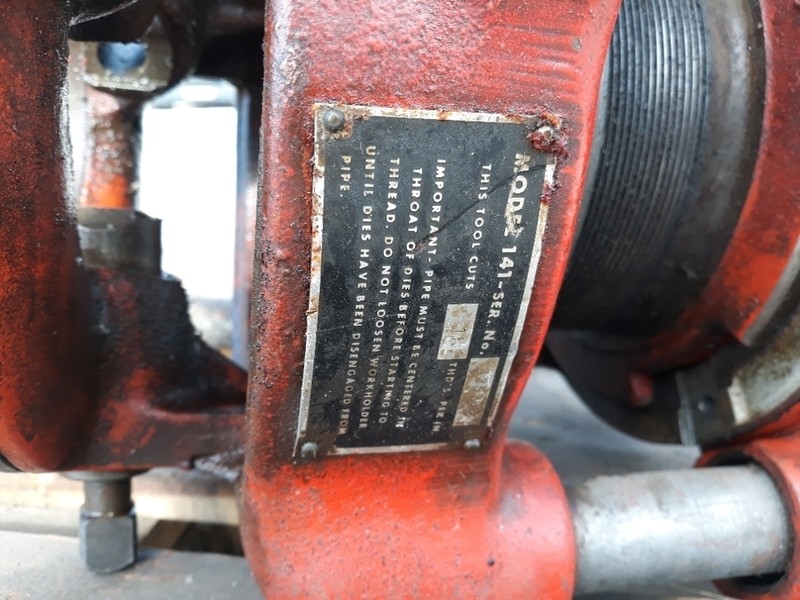 MODEL 141-SER. No.
THIS TOOL CUTS THDS. PER IN
IMPORTANT. PIPE MUST BE CENTERED IN
THROAT OF DIES BEFORE STARTING TO
THREAD. DO NOT LOOSEN WORKHOLDER
UNTIL DIES HAVE BEEN DISENGAGED FROM
PIPE.